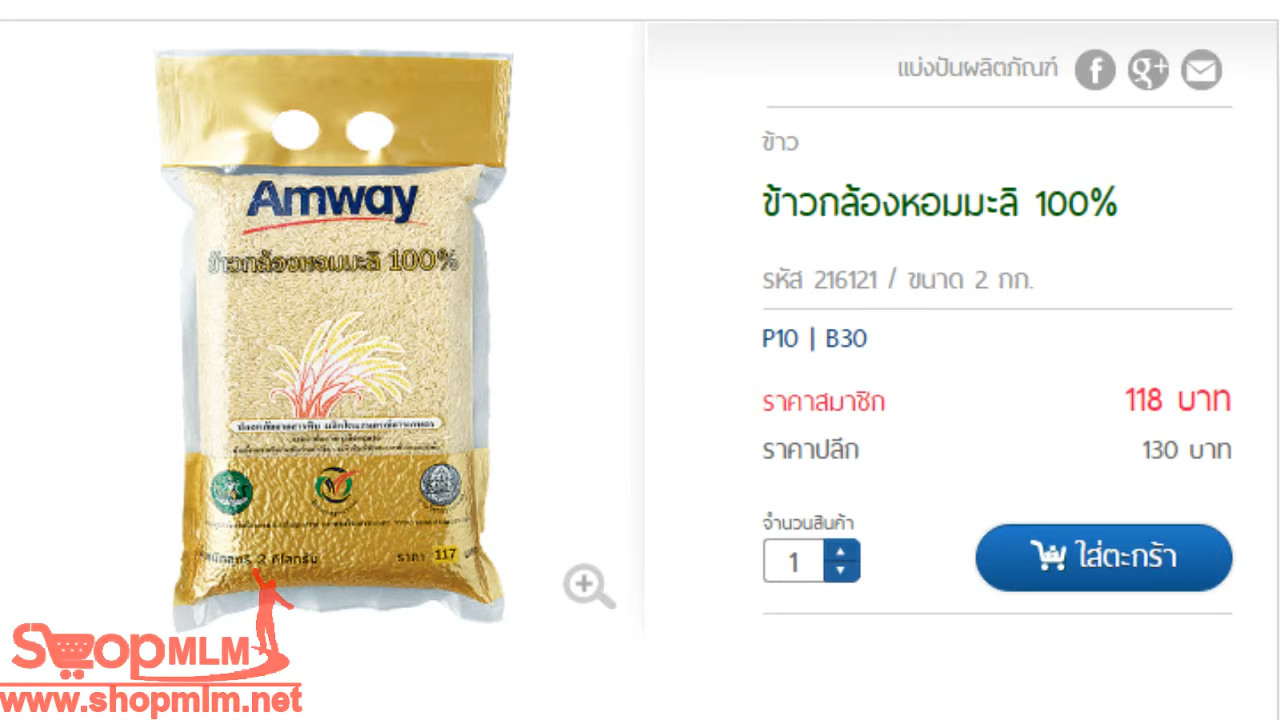 Amway
ข้าวกล้องหอมมะลิ 100%
2 กิโลกรัม
ราคา 117
แบ่งปันผลิตภัณฑ์
ข้าว
ข้าวกล้องหอมมะลิ 100%
รหัส 216121 / ขนาด 2 กก.
P10 | B30
ราคาสมาชิก 118 บาท
ราคาปลีก 130 บาท
จำนวนสินค้า
1
ใส่ตะกร้า
ShopMLM
www.shopmlm.net